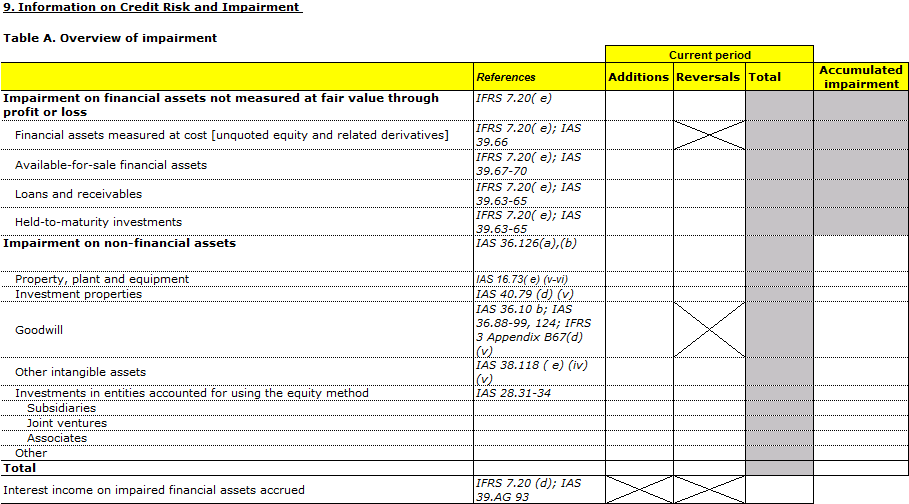 9. Information on Credit Risk and Impairment
Table A. Overview of impairment
Current period
References Additions Reversals Total Accumulated
impairment
Impairment on financial assets not measured at fair value through
profit or loss
IFRS 7.20( e)
Financial assets measured at cost [unquoted equity and related derivatives]
IFRS 7.20( e); IAS
39.66
Available-for-sale financial assets
IFRS 7.20( e); IAS
39.67-70
Loans and receivables
IFRS 7.20( e); IAS
39.63-65
Held-to-maturity investments
IFRS 7.20( e); IAS
39.63-65
Impairment on non-financial assets
IAS 36.126(a),(b)
Property, plant and equipment
IAS 16.73( e) (v-vi)
Investment properties
IAS 40.79 (d) (v)
Goodwill
IAS 36.10 b; IAS
36.88-99, 124; IFRS
3 Appendix B67(d)
(v)
Other intangible assets
IAS 38.118 ( e) (iv)
(v)
Investments in entities accounted for using the equity method
IAS 28.31-34
Subsidiaries
Joint ventures
Associates
Other
Total
Interest income on impaired financial assets accrued
IFRS 7.20 (d); IAS
39.AG 93